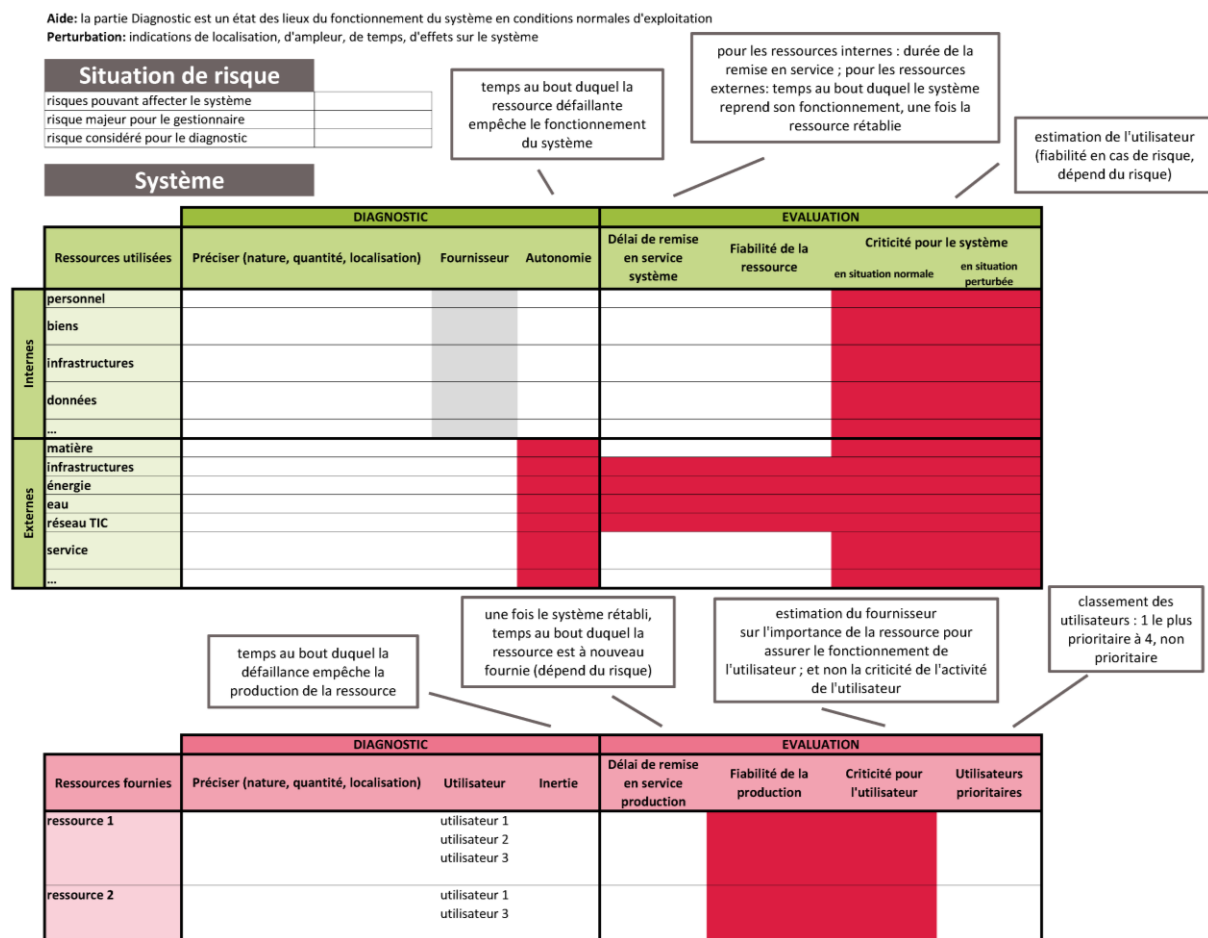 Aide: la partie Diagnostic est un état des lieux du fonctionnement du système en conditions normales d'exploitation
Perturbation: indications de localisation, d'ampleur, de temps, d'effets sur le système
Situation de risque
risques pouvant affecter le système
risque majeur pour le gestionnaire
risque considéré pour le diagnostic
temps au bout duquel la
ressource défaillante
empêche le fonctionnement
du système
pour les ressources internes : durée de la
remise en service ; pour les ressources
externes: temps au bout duquel le système
reprend son fonctionnement, une fois la
ressource rétablie
estimation de l'utilisateur
(fiabilité en cas de risque,
dépend du risque)
Système
DIAGNOSTIC
EVALUATION
Ressources utilisées
Préciser (nature, quantité, localisation)
Fournisseur
Autonomie
Délai de remise
en service
système
Fiabilité de la
ressource
Criticité pour le système
en situation normale
en situation
perturbée
Internes
personnel
biens
infrastructures
données
...
Externes
matière
infrastructures
énergie
eau
réseau TIC
service
...
temps au bout duquel la
défaillance empêche la
production de la ressource
une fois le système rétabli,
temps au bout duquel la
ressource est à nouveau
fournie (dépend du risque)
estimation du fournisseur
sur l'importance de la ressource pour
assurer le fonctionnement de
l'utilisateur ; et non la criticité de l'activité
de l'utilisateur
classement des
utilisateurs : 1 le plus
prioritaire à 4, non
prioritaire
DIAGNOSTIC
EVALUATION
Ressources fournies
Préciser (nature, quantité, localisation)
Utilisateur
Inertie
Délai de remise
en service
production
Fiabilité de la
production
Criticité pour
l'utilisateur
Utilisateurs
prioritaires
ressource 1
utilisateur 1
utilisateur 2
utilisateur 3
ressource 2
utilisateur 1
utilisateur 3